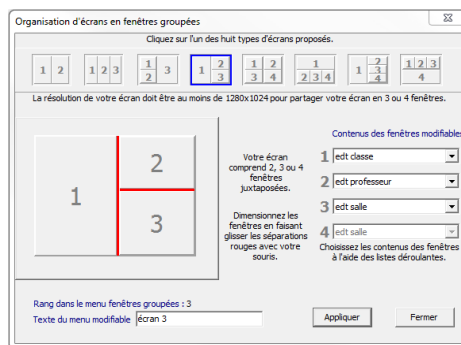 Organisation d'écrans en fenêtres groupées
Cliquez sur l'un des huit types d'écrans proposés.
1 2
1 2 3
1 2 3
1 2 3
1 2 3 4
1 2 3 4
1 2 3 4
1 2 3 4
La résolution de votre écran doit être au moins de 1280x1024 pour partager votre écran en 3 ou 4 fenêtres.
1
2
3
Votre écran
comprend 2, 3 ou 4
fenêtres
juxtaposées.
Dimensionnez les
fenêtres en faisant
glisser les séparations
rouges avec votre
souris.
Contenus des fenêtres modifiables
1 edt classe
2 edt professeur
3 edt salle
4 edt salle
Choisissez les contenus des fenêtres
à l'aide des listes déroulantes.
Rang dans le menu fenêtres groupées : 3
Texte du menu modifiable écran 3
Appliquer
Fermer